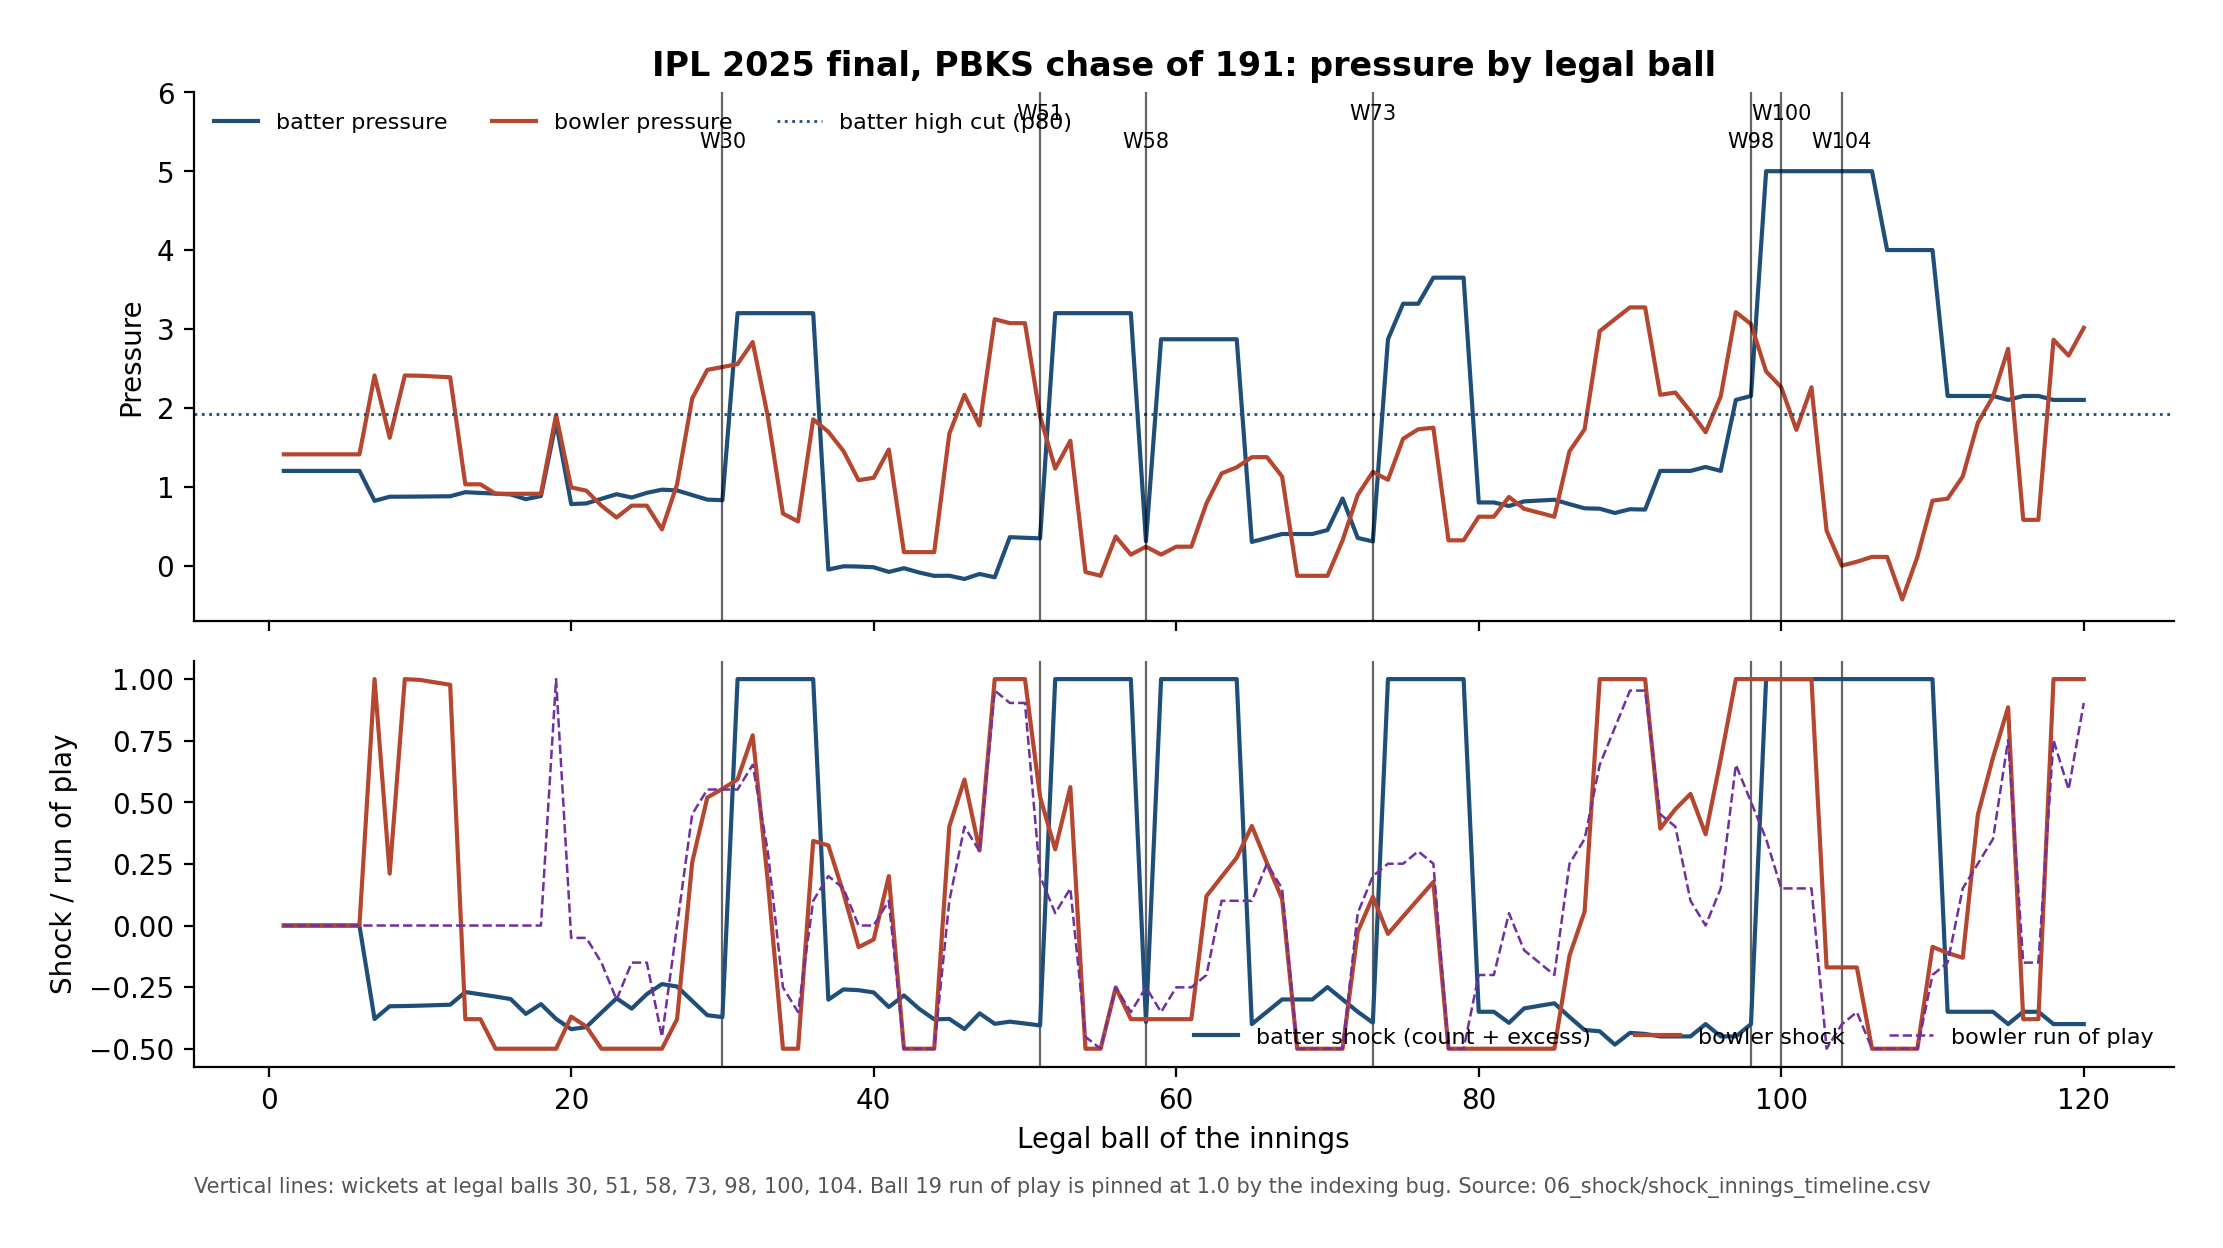 IPL 2025 final, PBKS chase of 191: pressure by legal ball
batter pressure bowler pressure batter high cut (p80)
W30 W51 W58 W73 W98 W100 W104
6
5
4
3
2
1
0
Pressure
1.00
0.75
0.50
0.25
0.00
−0.25
−0.50
Shock / run of play
batter shock (count + excess) bowler shock bowler run of play
0 20 40 60 80 100 120
Legal ball of the innings
Vertical lines: wickets at legal balls 30, 51, 58, 73, 98, 100, 104. Ball 19 run of play is pinned at 1.0 by the indexing bug. Source: 06_shock/shock_innings_timeline.csv